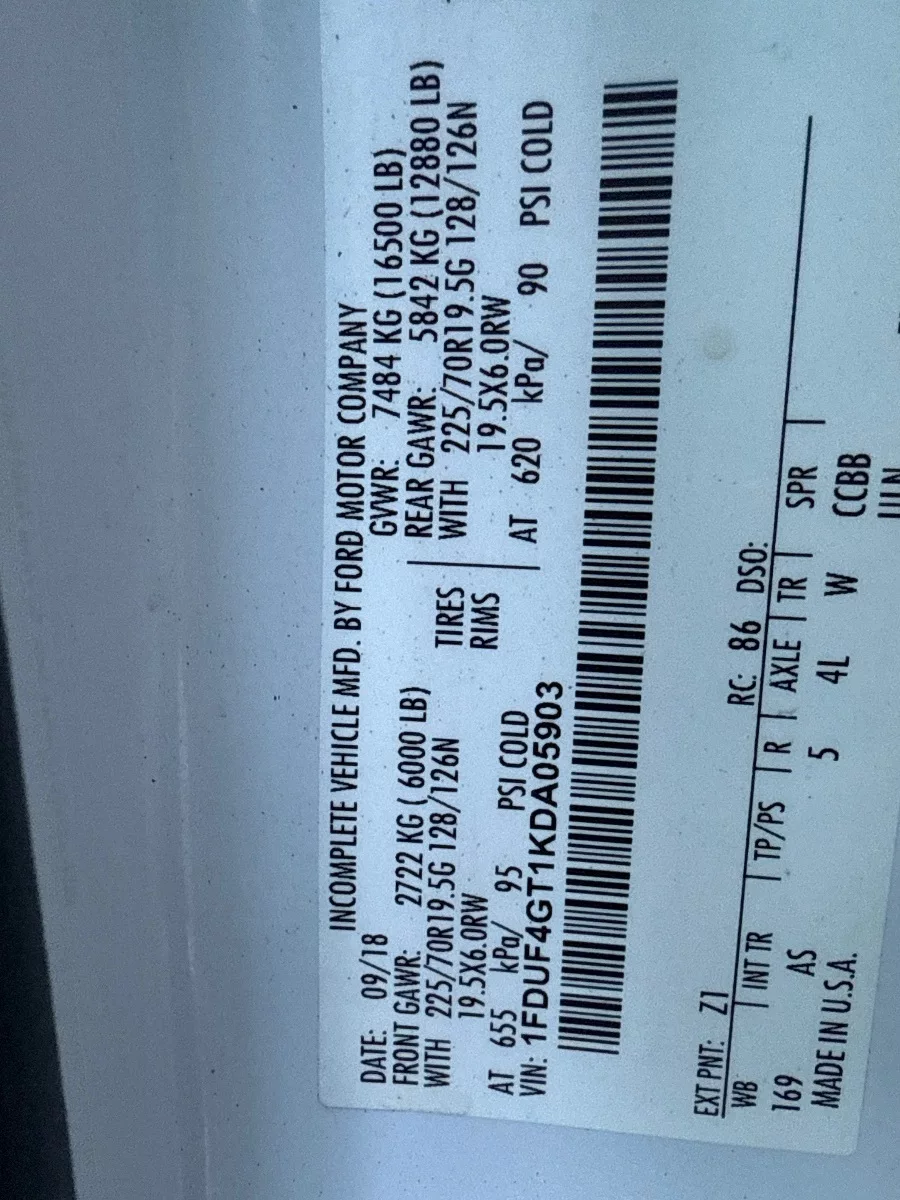 INCOMPLETE VEHICLE MFD. BY FORD MOTOR COMPANY
DATE: 09/18 GVWR: 7484 KG (16500 LB)
FRONT GAWR: 2722 KG ( 6000 LB) REAR GAWR: 5842 KG (12880 LB)
WITH 225/70R19.5G 128/126N TIRES WITH 225/70R19.5G 128/126N
19.5X6.0RW RIMS 19.5X6.0RW
AT 655 kPa/ 95 PSI COLD AT 620 kPa/ 90 PSI COLD
VIN: 1FDUF4GT1KDA05903
EXT PNT: Z1 RC: 86 DSO:
WB INT TR TP/PS R AXLE TR SPR
169 AS 5 4L W CCBB
MADE IN U.S.A.